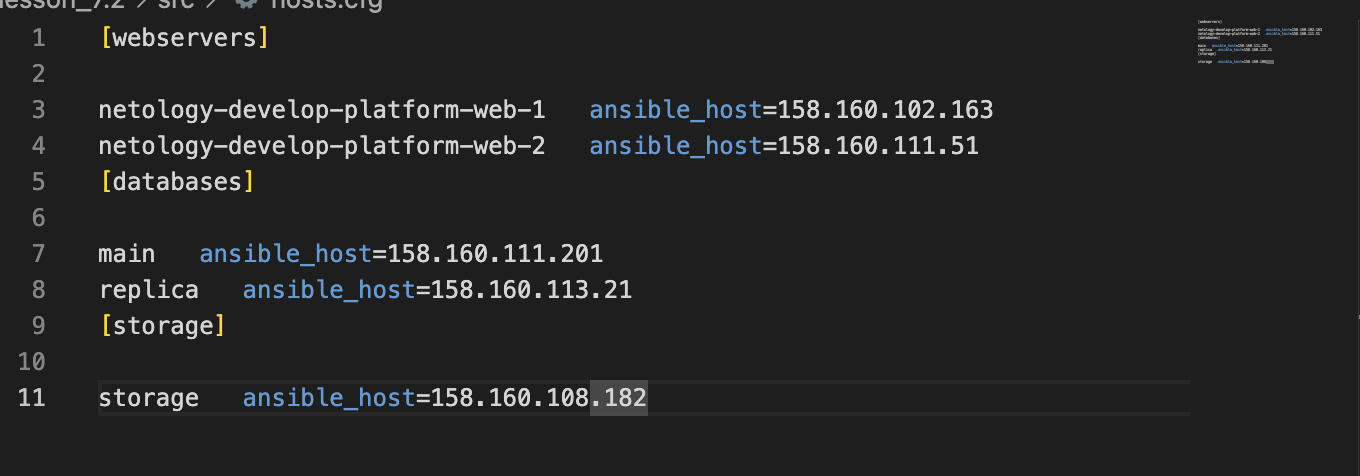 lesson_7.2 > src > hosts.cfg
1 [webservers]
2
3 netology-develop-platform-web-1   ansible_host=158.160.102.163
4 netology-develop-platform-web-2   ansible_host=158.160.111.51
5 [databases]
6
7 main   ansible_host=158.160.111.201
8 replica   ansible_host=158.160.113.21
9 [storage]
10
11 storage   ansible_host=158.160.108.182